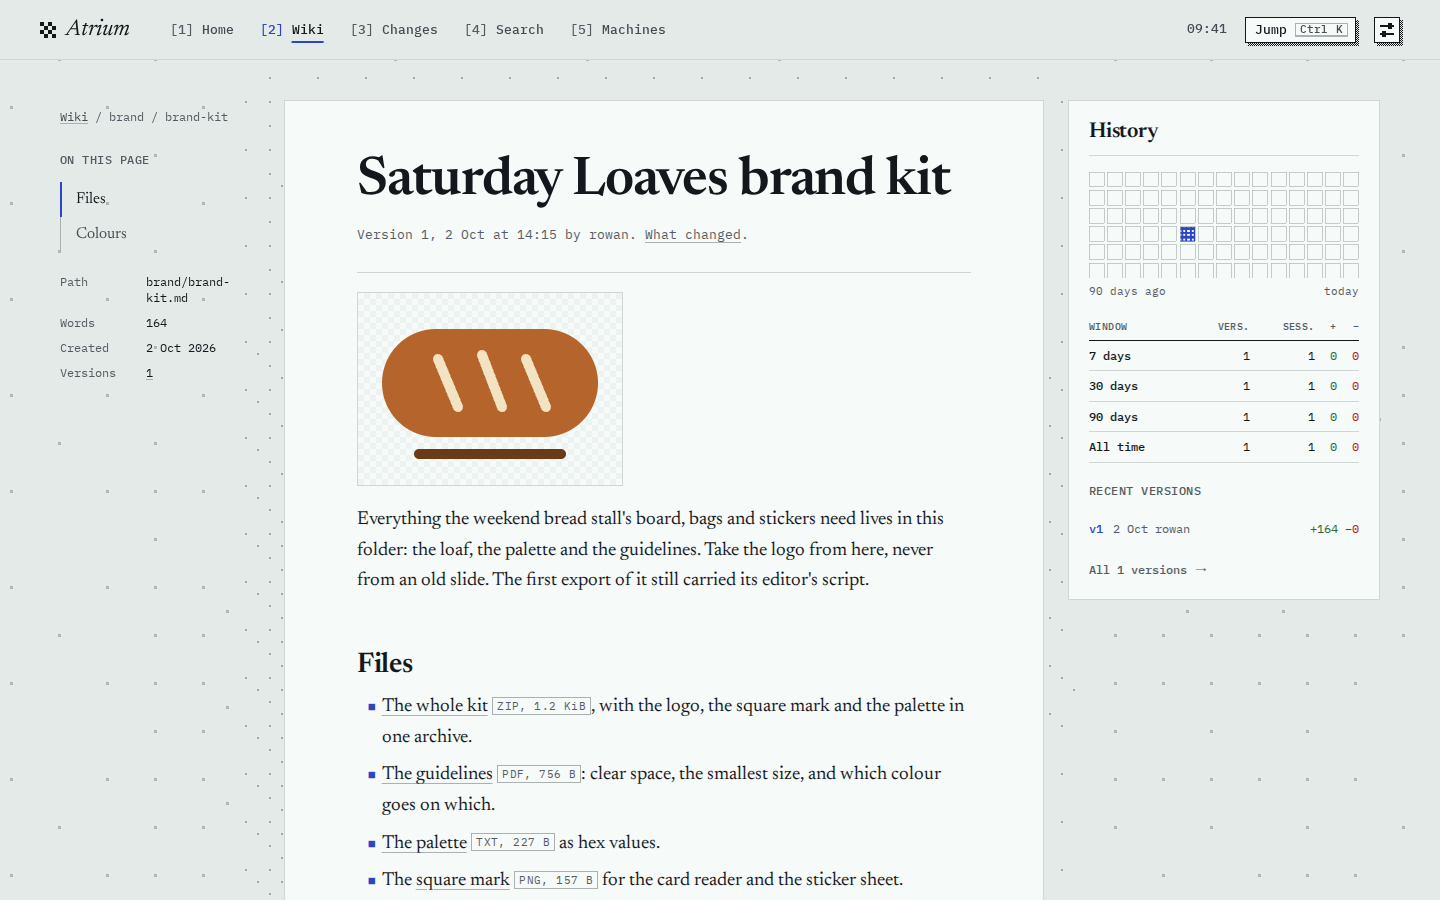 Atrium
[1] Home
[2] Wiki
[3] Changes
[4] Search
[5] Machines
09:41
Jump Ctrl K
Wiki / brand / brand-kit
ON THIS PAGE
Files
Colours
Path brand/brand-
kit.md
Words 164
Created 2 Oct 2026
Versions 1
Saturday Loaves brand kit
Version 1, 2 Oct at 14:15 by rowan. What changed.
Everything the weekend bread stall's board, bags and stickers need lives in this
folder: the loaf, the palette and the guidelines. Take the logo from here, never
from an old slide. The first export of it still carried its editor's script.
Files
The whole kit ZIP, 1.2 KiB, with the logo, the square mark and the palette in
one archive.
The guidelines PDF, 756 B: clear space, the smallest size, and which colour
goes on which.
The palette TXT, 227 B as hex values.
The square mark PNG, 157 B for the card reader and the sticker sheet.
History
90 days ago today
WINDOW VERS. SESS. + −
7 days 1 1 0 0
30 days 1 1 0 0
90 days 1 1 0 0
All time 1 1 0 0
RECENT VERSIONS
v1 2 Oct rowan +164 −0
All 1 versions →